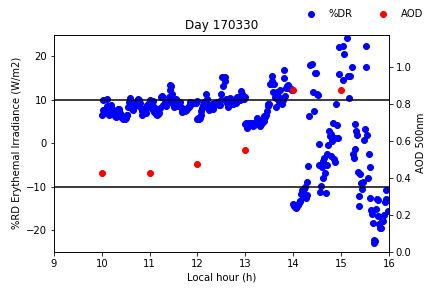 %DR AOD
Day 170330
%RD Erythemal Irradiance (W/m2)
20
10
0
−10
−20
1.0
0.8
0.6
0.4
0.2
0.0
AOD 500nm
9 10 11 12 13 14 15 16
Local hour (h)